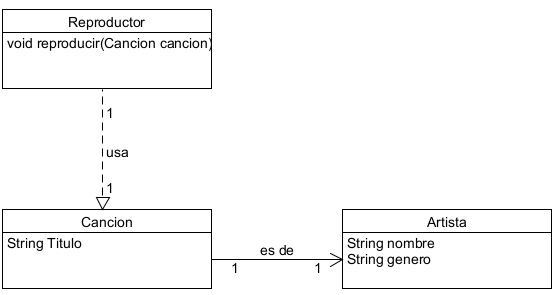 Reproductor
void reproducir(Cancion cancion)
1
usa
1
Cancion
String Titulo
es de
1
1
Artista
String nombre
String genero